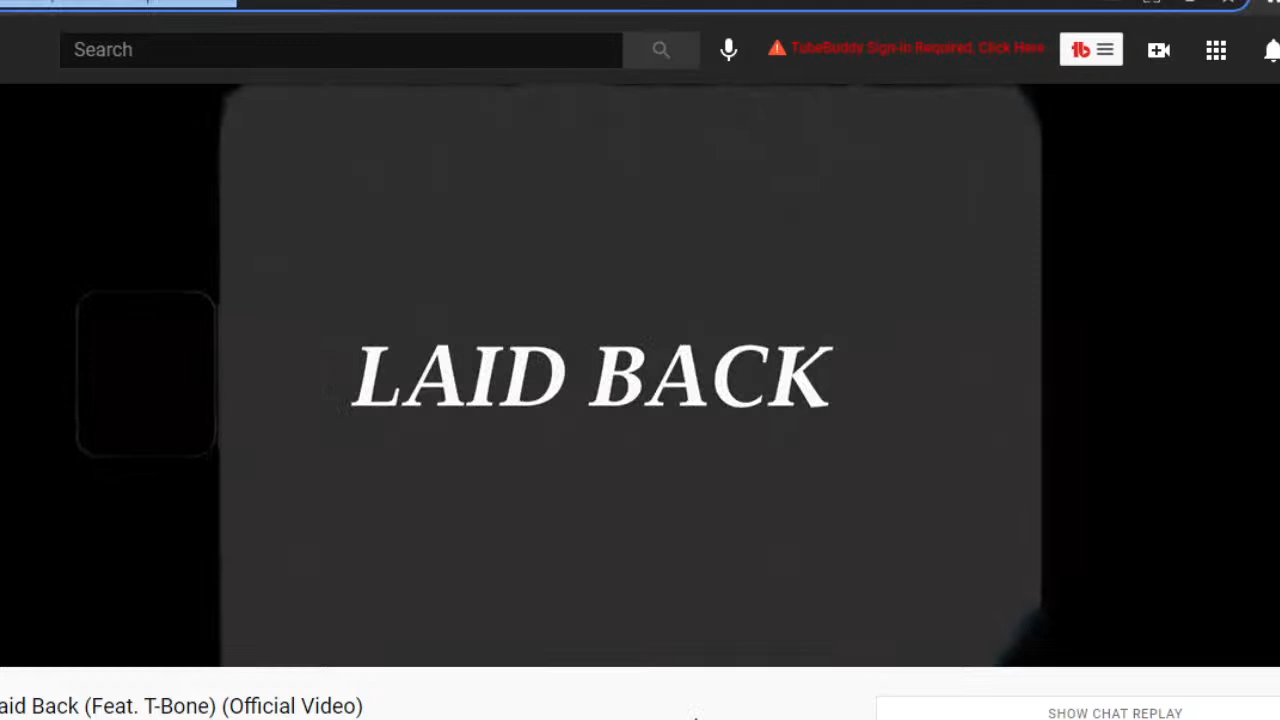 Search
TubeBuddy Sign-in Required, Click Here
LAID BACK
aid Back (Feat. T-Bone) (Official Video)
SHOW CHAT REPLAY